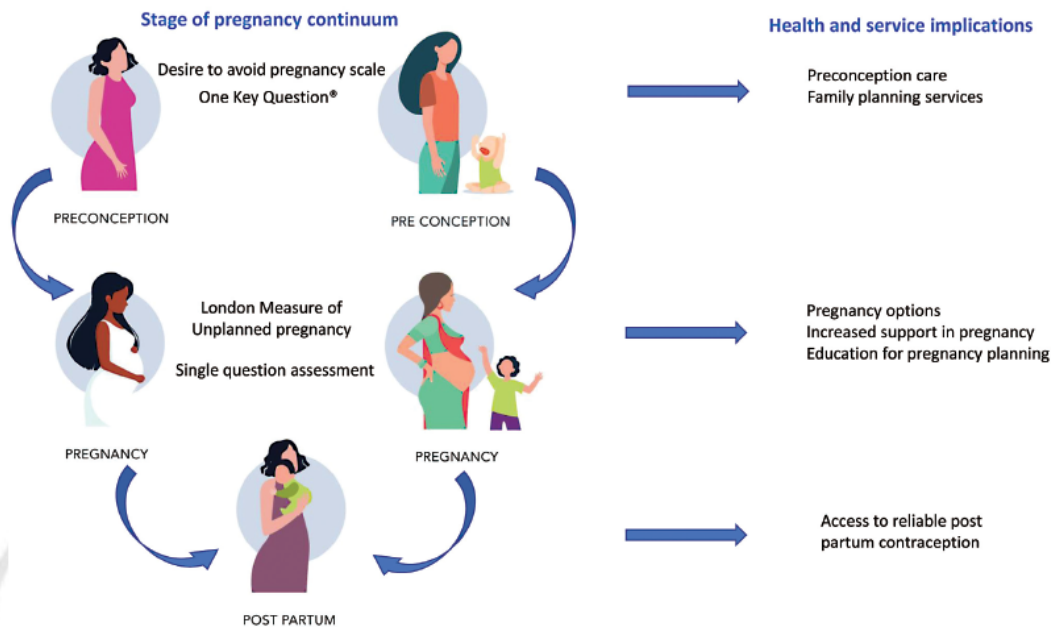 Stage of pregnancy continuum
Health and service implications
Desire to avoid pregnancy scale
One Key Question®
Preconception care
Family planning services
PRECONCEPTION
PRE CONCEPTION
London Measure of
Unplanned pregnancy
Single question assessment
Pregnancy options
Increased support in pregnancy
Education for pregnancy planning
PREGNANCY
PREGNANCY
Access to reliable post
partum contraception
POST PARTUM